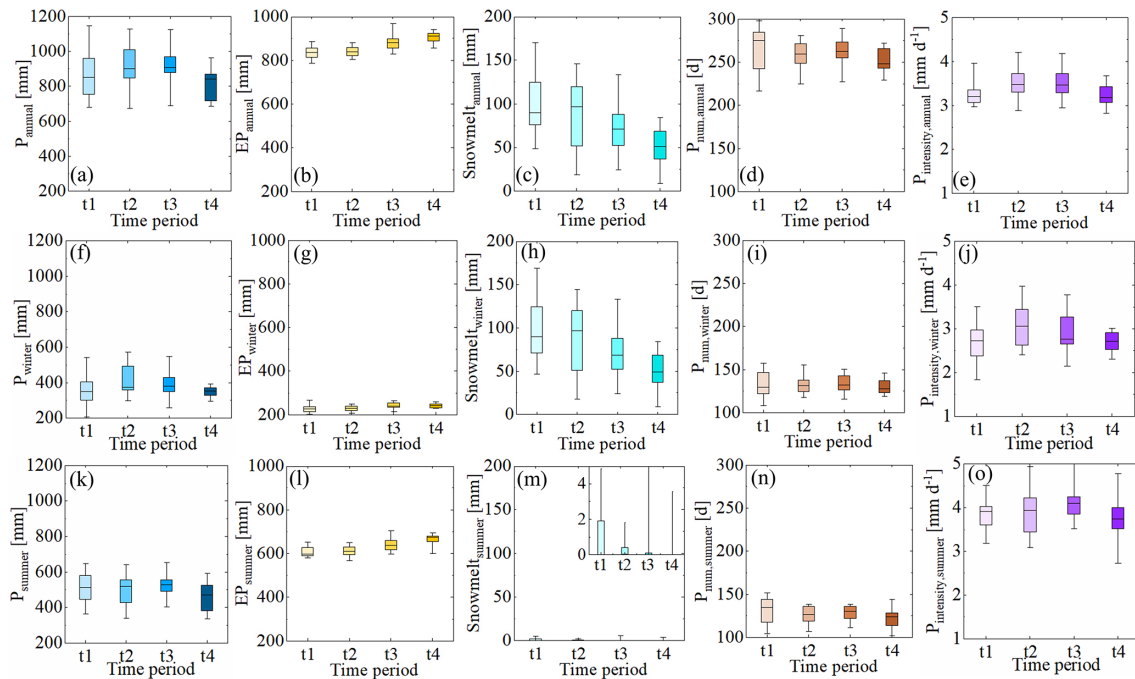 P_annual [mm]
1200
1000
800
600
400
200
(a)
t1 t2 t3 t4
Time period
EP_annual [mm]
1000
800
600
400
200
(b)
t1 t2 t3 t4
Time period
Snowmelt_annual [mm]
200
150
100
50
0
(c)
t1 t2 t3 t4
Time period
P_num,annual [d]
300
250
200
150
100
(d)
t1 t2 t3 t4
Time period
P_intensity,annual [mm d^-1]
5
4
3
2
1
(e)
t1 t2 t3 t4
Time period
P_winter [mm]
1200
1000
800
600
400
200
(f)
t1 t2 t3 t4
Time period
EP_winter [mm]
1000
800
600
400
200
(g)
t1 t2 t3 t4
Time period
Snowmelt_winter [mm]
200
150
100
50
0
(h)
t1 t2 t3 t4
Time period
P_num,winter [d]
300
250
200
150
100
(i)
t1 t2 t3 t4
Time period
P_intensity,winter [mm d^-1]
5
4
3
2
1
(j)
t1 t2 t3 t4
Time period
P_summer [mm]
1200
1000
800
600
400
200
(k)
t1 t2 t3 t4
Time period
EP_summer [mm]
1000
800
600
400
200
(l)
t1 t2 t3 t4
Time period
Snowmelt_summer [mm]
200
150
100
50
0
(m)
4
2
0
t1 t2 t3 t4
t1 t2 t3 t4
Time period
P_num,summer [d]
300
250
200
150
100
(n)
t1 t2 t3 t4
Time period
P_intensity,summer [mm d^-1]
5
4
3
2
1
(o)
t1 t2 t3 t4
Time period